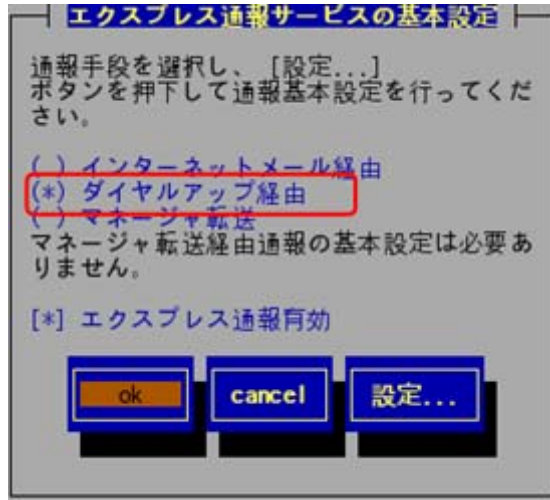 エクスプレス通報サービスの基本設定
通報手段を選択し、 [設定...]
ボタンを押下して通報基本設定を行ってくだ
さい。
( ) インターネットメール経由
(*) ダイヤルアップ経由
( ) マネージャ転送
マネージャ転送経由通報の基本設定は必要あ
りません。
[*] エクスプレス通報有効
ok cancel 設定...